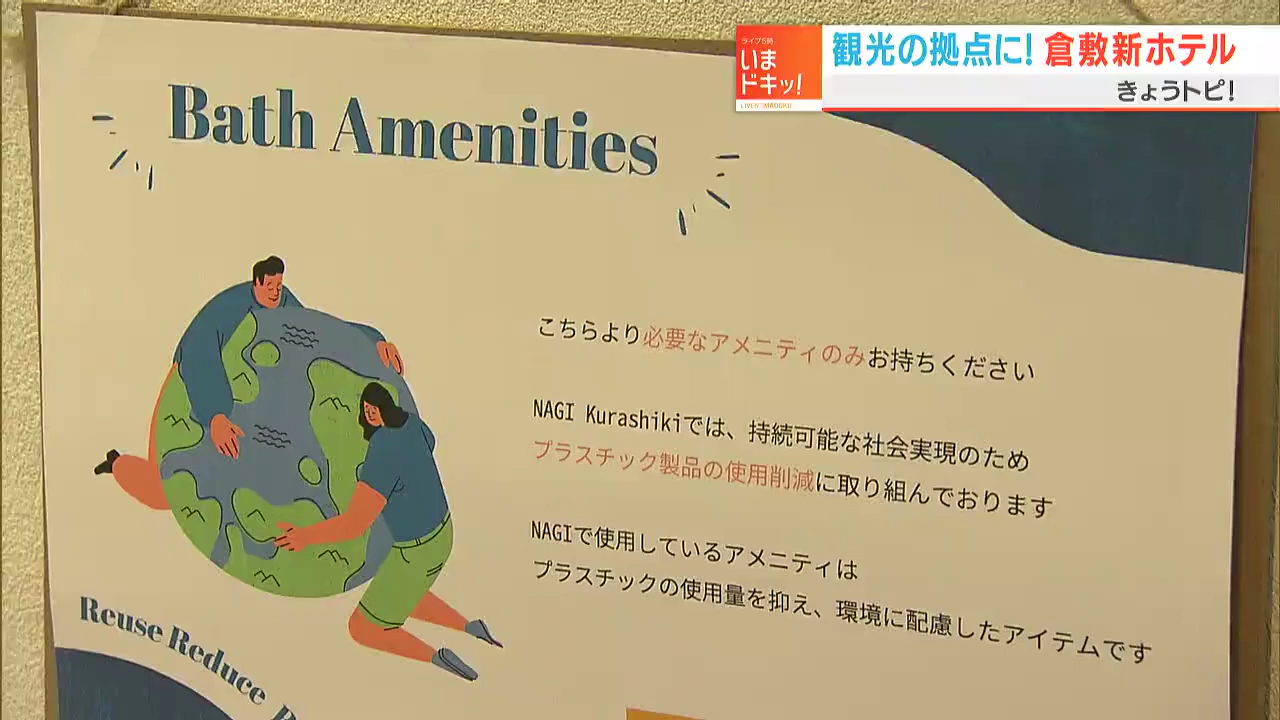 ライブ5時
いま
ドキッ!
観光の拠点に!倉敷新ホテル
きょうトピ!
Bath Amenities
こちらより必要なアメニティのみお持ちください
NAGI Kurashikiでは、持続可能な社会実現のため
プラスチック製品の使用削減に取り組んでおります
NAGIで使用しているアメニティは
プラスチックの使用量を抑え、環境に配慮したアイテムです
Reuse Reduce